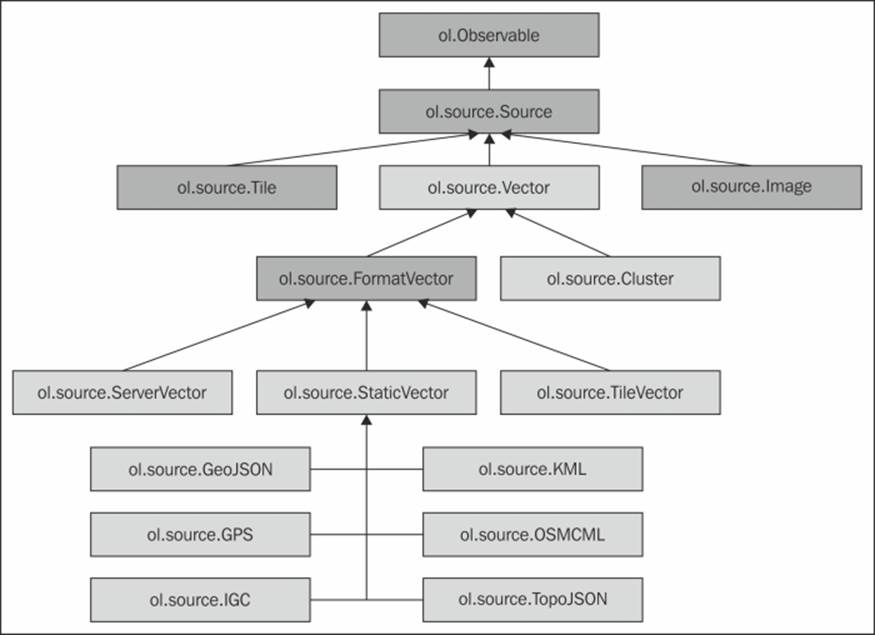 ol.Observable
ol.source.Source
ol.source.Tile
ol.source.Vector
ol.source.Image
ol.source.FormatVector
ol.source.Cluster
ol.source.ServerVector
ol.source.StaticVector
ol.source.TileVector
ol.source.GeoJSON
ol.source.KML
ol.source.GPS
ol.source.OSMCML
ol.source.IGC
ol.source.TopoJSON